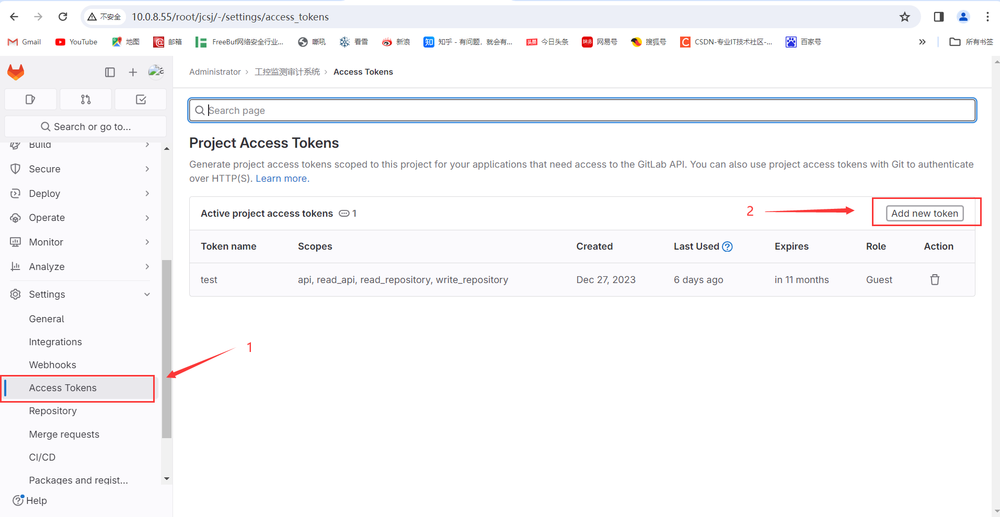 不安全 10.0.8.55/root/jcsj/-/settings/access_tokens
Gmail YouTube 地图 邮箱 FreeBuf网络安全行业... 嘶吼 看雪 新浪 知乎 - 有问题，就会有... 今日头条 网易号 搜狐号 CSDN-专业IT技术社区-... 百家号 » 所有书签
Administrator › 工控监测审计系统 › Access Tokens
Search page
Search or go to...
Build
Secure
Deploy
Operate
Monitor
Analyze
Settings
General
Integrations
Webhooks
Access Tokens
Repository
Merge requests
CI/CD
Packages and regist...
Help
1
Project Access Tokens
Generate project access tokens scoped to this project for your applications that need access to the GitLab API. You can also use project access tokens with Git to authenticate
over HTTP(S). Learn more.
Active project access tokens 1
2
Add new token
Token name Scopes Created Last Used Expires Role Action
test api, read_api, read_repository, write_repository Dec 27, 2023 6 days ago in 11 months Guest